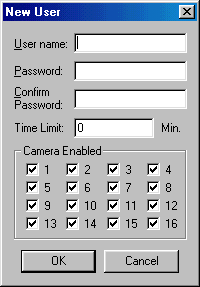 New User
User name:
Password:
Confirm
Password:
Time Limit: 0 Min.
Camera Enabled
1 2 3 4
5 6 7 8
9 10 11 12
13 14 15 16
OK Cancel